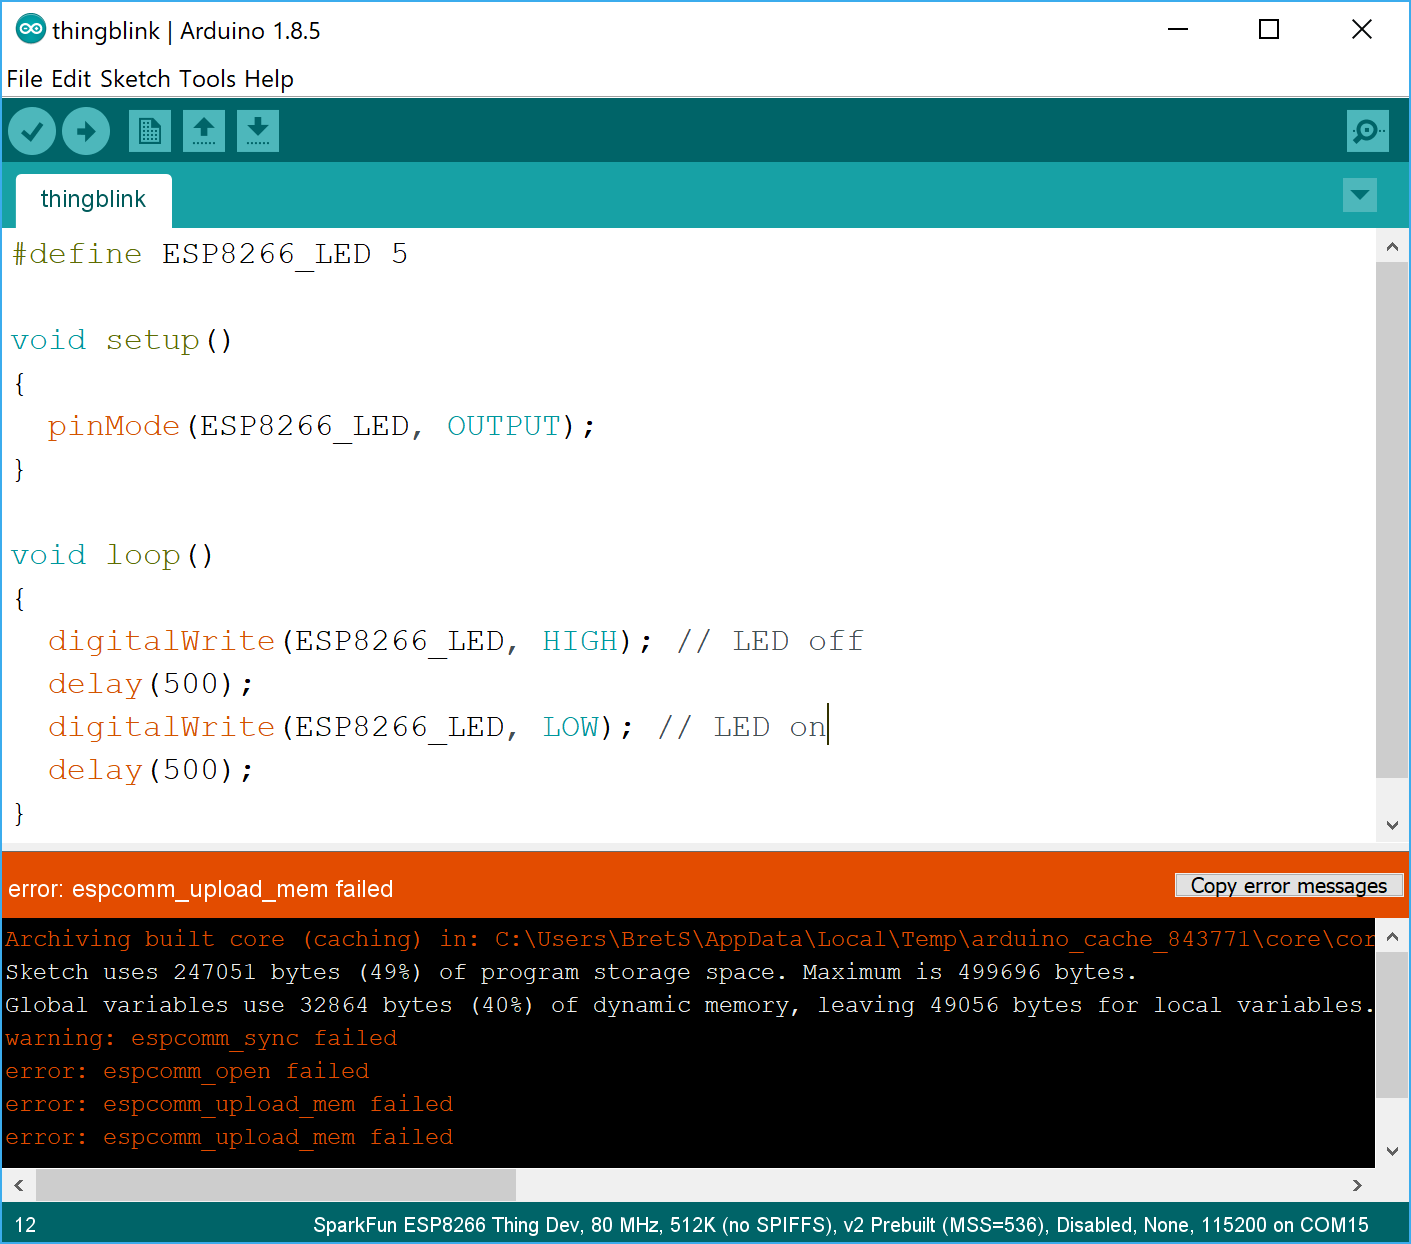 thingblink | Arduino 1.8.5
File Edit Sketch Tools Help
thingblink
#define ESP8266_LED 5
void setup()
{
  pinMode(ESP8266_LED, OUTPUT);
}
void loop()
{
  digitalWrite(ESP8266_LED, HIGH); // LED off
  delay(500);
  digitalWrite(ESP8266_LED, LOW); // LED on
  delay(500);
}
error: espcomm_upload_mem failed
Copy error messages
Archiving built core (caching) in: C:\Users\BretS\AppData\Local\Temp\arduino_cache_843771\core\cor
Sketch uses 247051 bytes (49%) of program storage space. Maximum is 499696 bytes.
Global variables use 32864 bytes (40%) of dynamic memory, leaving 49056 bytes for local variables.
warning: espcomm_sync failed
error: espcomm_open failed
error: espcomm_upload_mem failed
error: espcomm_upload_mem failed
12
SparkFun ESP8266 Thing Dev, 80 MHz, 512K (no SPIFFS), v2 Prebuilt (MSS=536), Disabled, None, 115200 on COM15